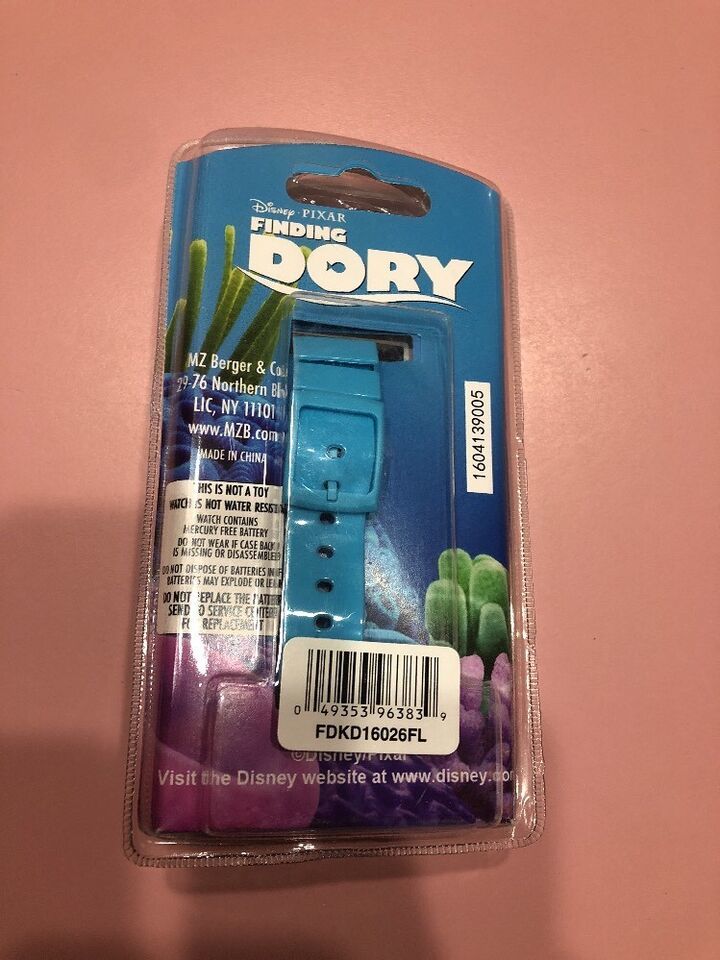 Disney · PIXAR
FINDING
DORY
MZ Berger & Co
29-76 Northern
LIC, NY 11101
www.MZB.com
MADE IN CHINA
THIS IS NOT A TOY
WATCH IS NOT WATER
WATCH CONTAINS
MERCURY FREE BATTERY
DO NOT WEAR IF CASE BACK
IS MISSING OR DISASSEMBLED
DO NOT DISPOSE OF BATTERIES IN
BATTERIES MAY EXPLODE OR
DO NOT REPLACE THE
SEND TO SERVICE CENTER
FOR REPLACEMENT
1604139005
0 49353 96383 9
FDKD16026FL
©Disney/Pixar
Visit the Disney website at www.disney.co